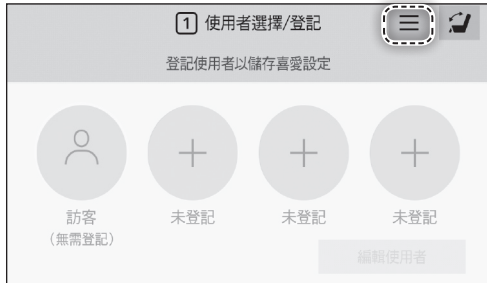 1 使用者選擇/登記
登記使用者以儲存喜愛設定
訪客
(無需登記)
未登記
未登記
未登記
編輯使用者